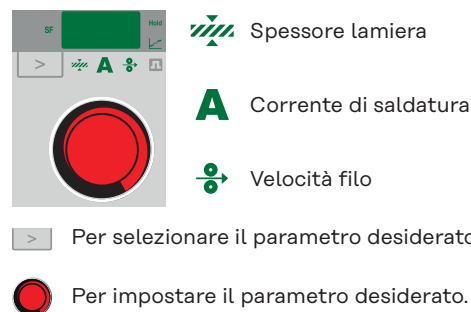 SF
Hold
>
A
Spessore lamiera
A
Corrente di saldatura
Velocità filo
>
Per selezionare il parametro desiderato
Per impostare il parametro desiderato.